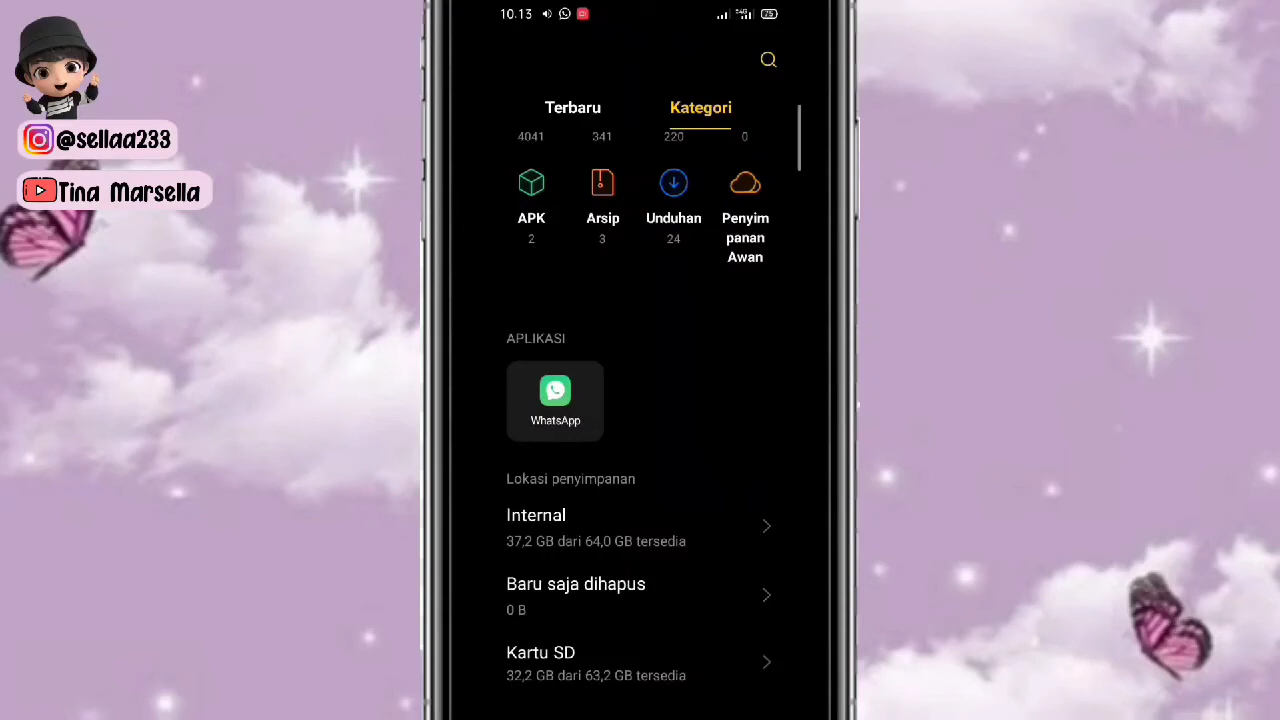 @sellaa233
Tina Marsella
10.13
75
Terbaru
Kategori
4041
341
220
0
APK
2
Arsip
3
Unduhan
24
Penyim
panan
Awan
APLIKASI
WhatsApp
Lokasi penyimpanan
Internal
37,2 GB dari 64,0 GB tersedia
Baru saja dihapus
0 B
Kartu SD
32,2 GB dari 63,2 GB tersedia